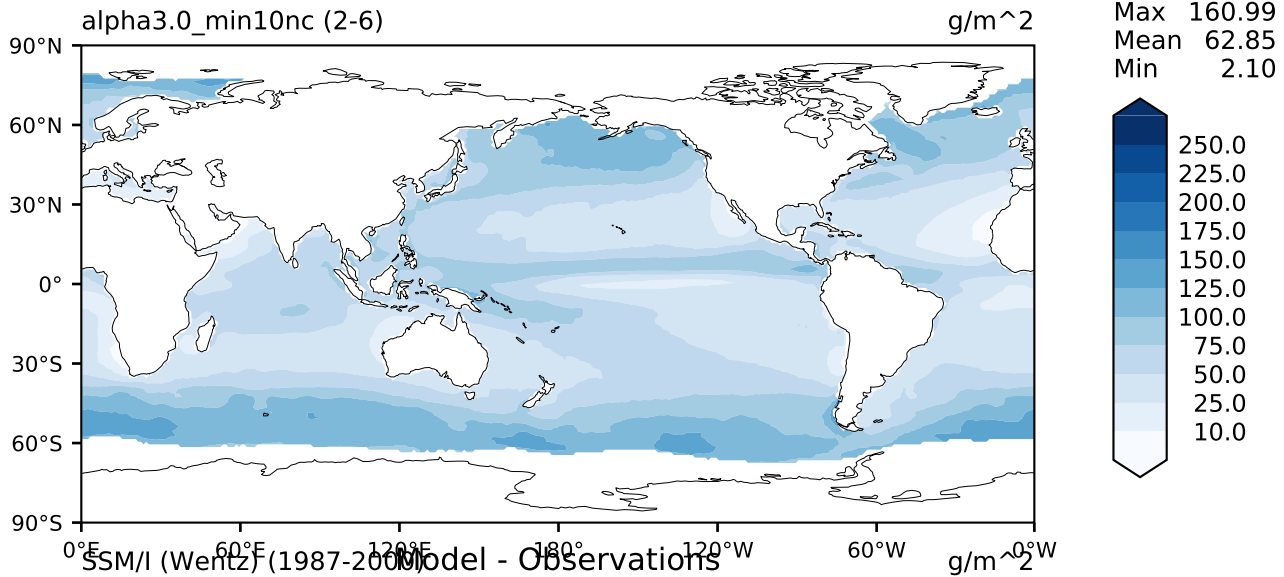 alpha3.0_min10nc (2-6) g/m^2
Max 160.99
Mean 62.85
Min 2.10
90°N
60°N
30°N
0°
30°S
60°S
90°S
0°E 60°E 120°E 180° 120°W 60°W 0°W
250.0
225.0
200.0
175.0
150.0
125.0
100.0
75.0
50.0
25.0
10.0
SSM/I (Wentz) (1987-2000) Model - Observations g/m^2